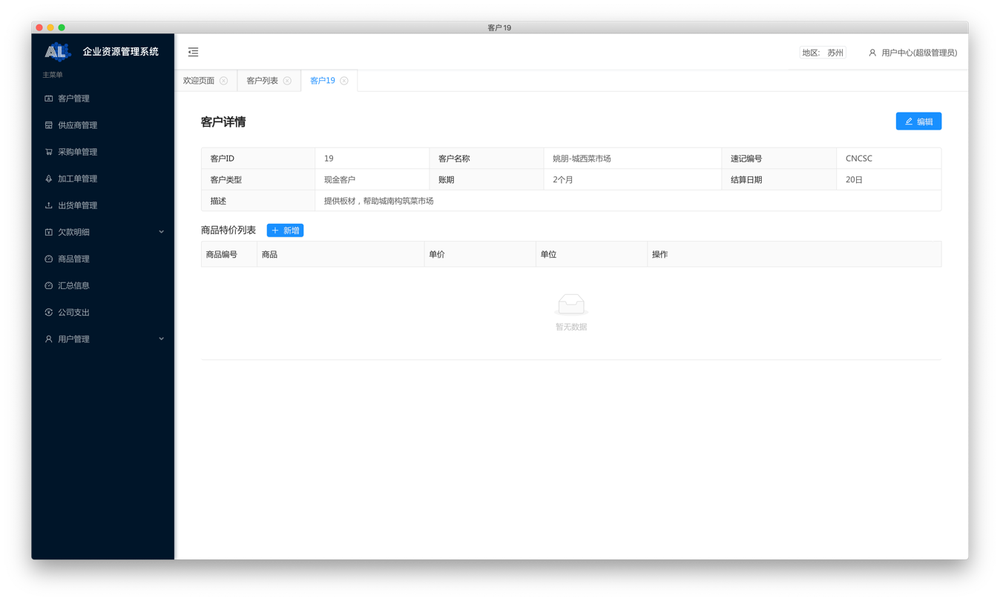 客户19
AL 企业资源管理系统
地区: 苏州 用户中心(超级管理员)
主菜单
客户管理
供应商管理
采购单管理
加工单管理
出货单管理
欠款明细
商品管理
汇总信息
公司支出
用户管理
欢迎页面 客户列表 客户19
客户详情 编辑
客户ID 19 客户名称 姚朋-城西菜市场 速记编号 CNCSC
客户类型 现金客户 账期 2个月 结算日期 20日
描述 提供板材，帮助城南构筑菜市场
商品特价列表 + 新增
商品编号 商品 单价 单位 操作
暂无数据